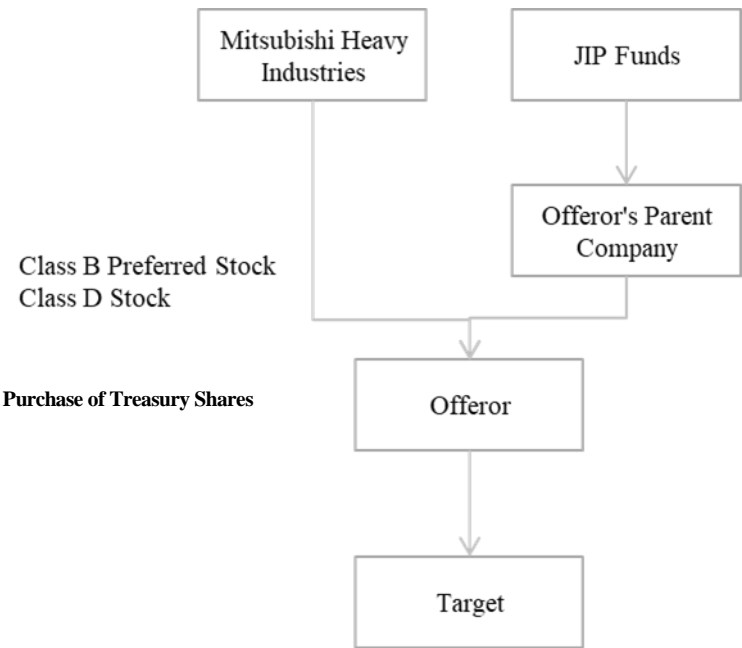 Mitsubishi Heavy
Industries
JIP Funds
Offeror's Parent
Company
Class B Preferred Stock
Class D Stock
Purchase of Treasury Shares
Offeror
Target